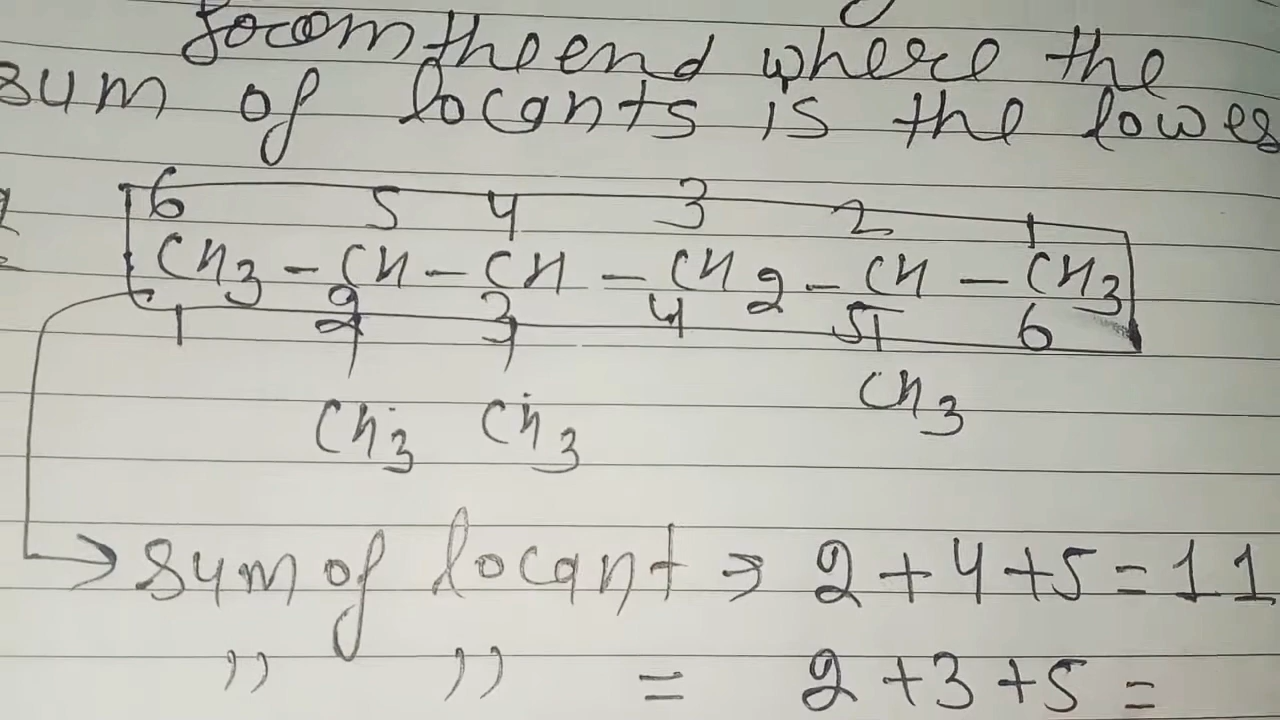 from the end where the
sum of locants is the lowes
6 5 4 3 2 1
CH3 - CH - CH - CH2 - CH - CH3
1 2 3 4 5 6
CH3
CH3 CH3
→ sum of locant ⇒ 2+4+5=11
,, ,, = 2+3+5=